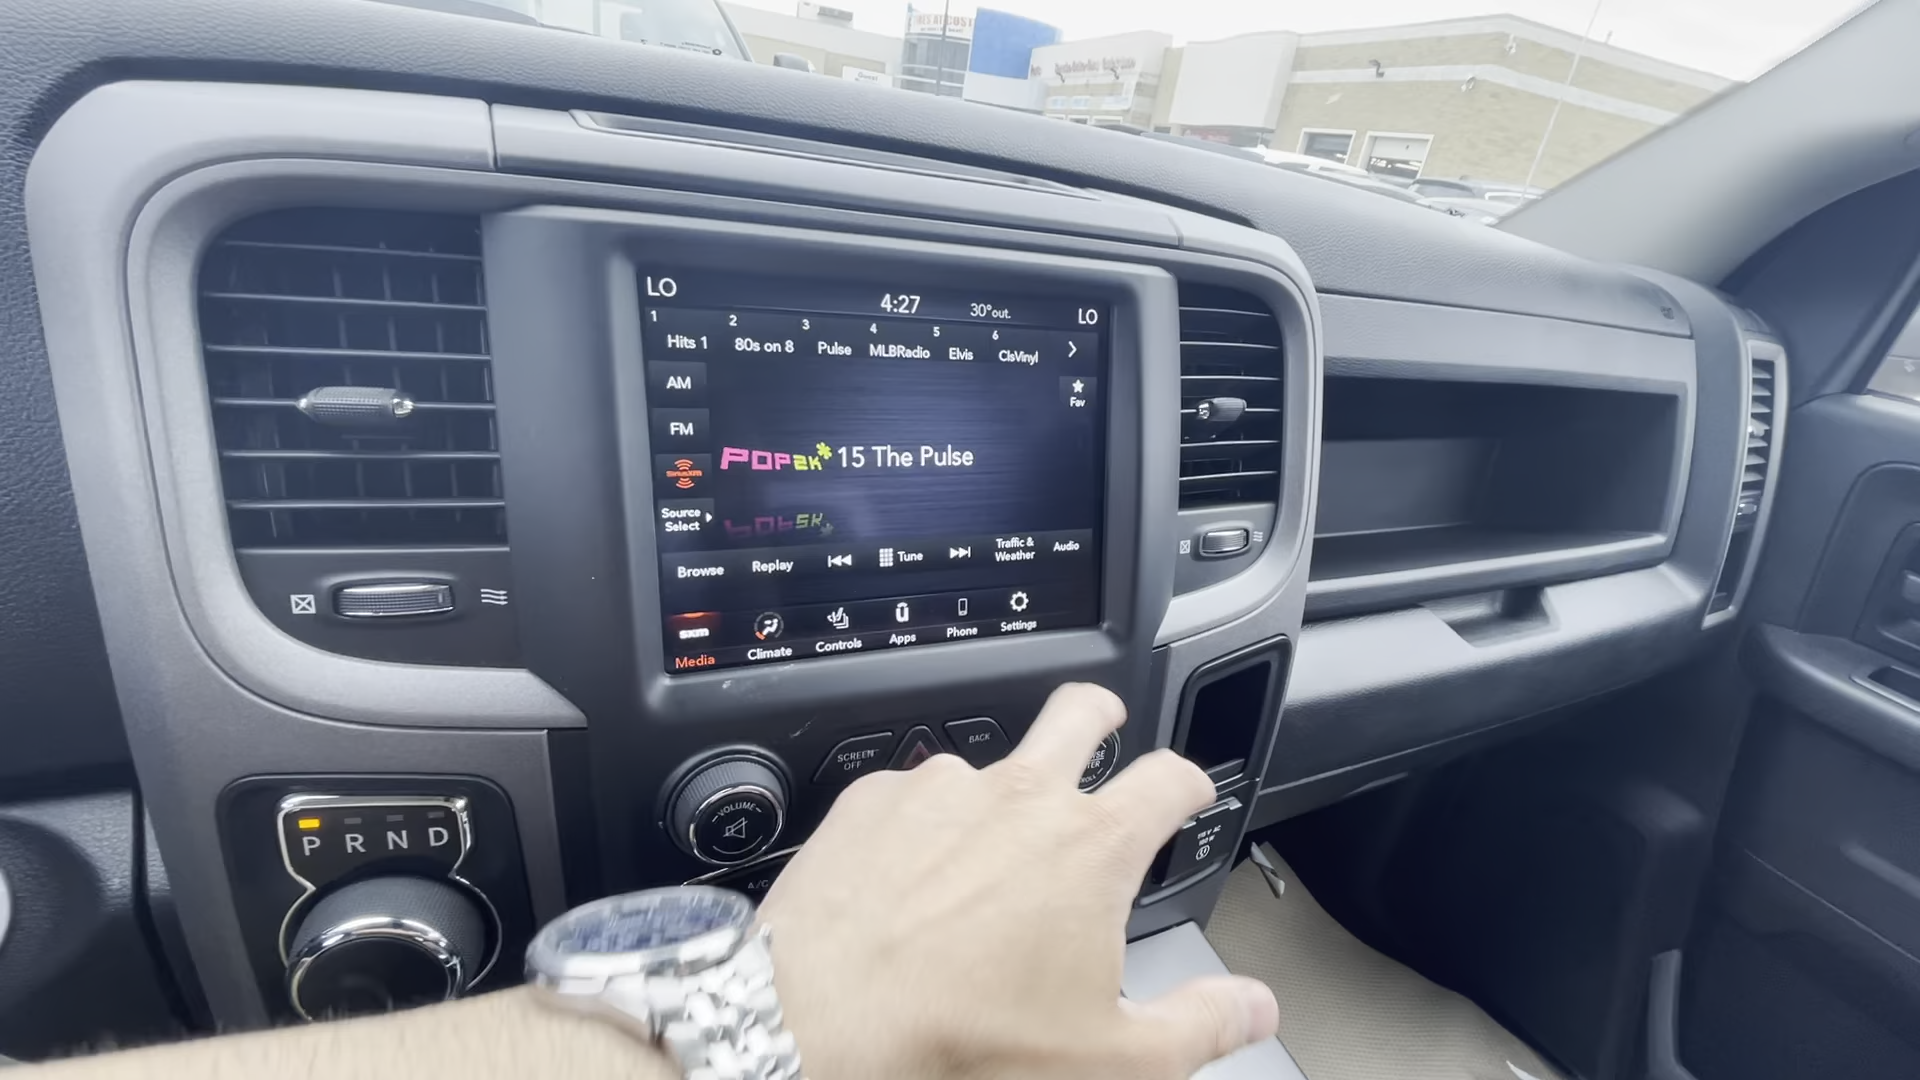 LO
4:27
30°out.
LO
1
2
3
4
5
6
Hits 1
80s on 8
Pulse
MLBRadio
Elvis
ClsVinyl
AM
Fav
FM
POP2K
15 The Pulse
Source
Select
Browse
Replay
Tune
Traffic &
Weather
Audio
sxm
Media
Climate
Controls
Apps
Phone
Settings
SCREEN
OFF
BACK
VOLUME
P R N D
A/C